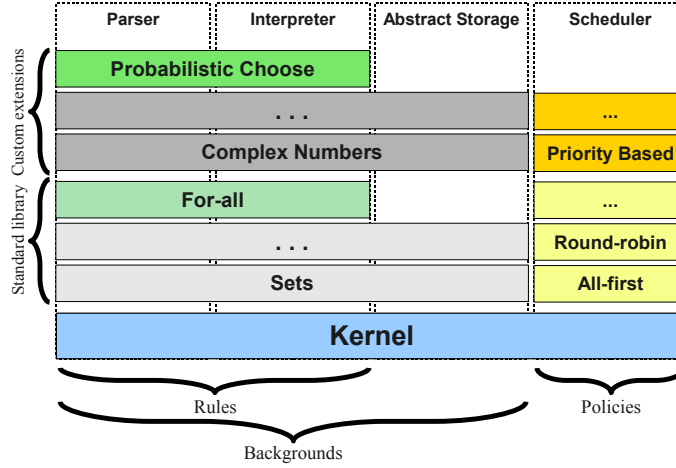 Parser
Interpreter
Abstract Storage
Scheduler
Custom extensions
Probabilistic Choose
. . .
...
Complex Numbers
Priority Based
Standard library
For-all
...
. . .
Round-robin
Sets
All-first
Kernel
Rules
Policies
Backgrounds